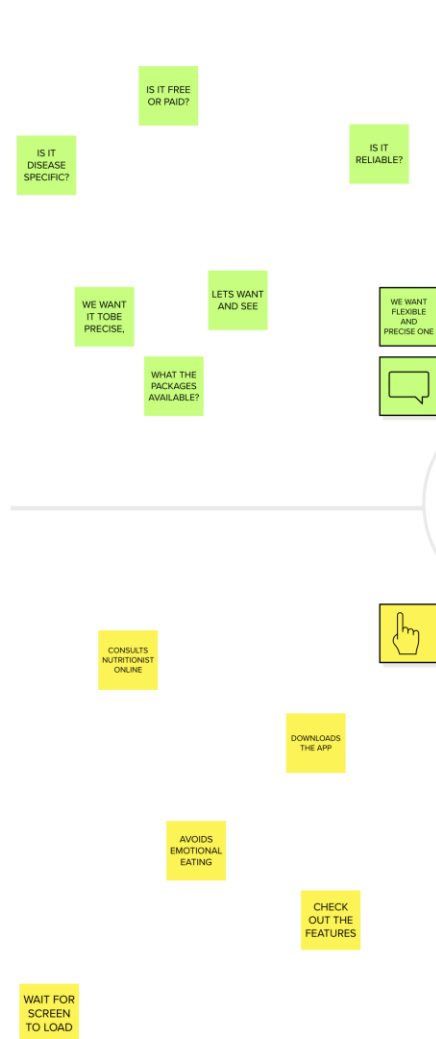 IS IT FREE
OR PAID?
IS IT
DISEASE
SPECIFIC?
IS IT
RELIABLE?
WE WANT
IT TOBE
PRECISE,
LETS WANT
AND SEE
WE WANT
FLEXIBLE
AND
PRECISE ONE
WHAT THE
PACKAGES
AVAILABLE?
CONSULTS
NUTRITIONIST
ONLINE
DOWNLOADS
THE APP
AVOIDS
EMOTIONAL
EATING
CHECK
OUT THE
FEATURES
WAIT FOR
SCREEN
TO LOAD